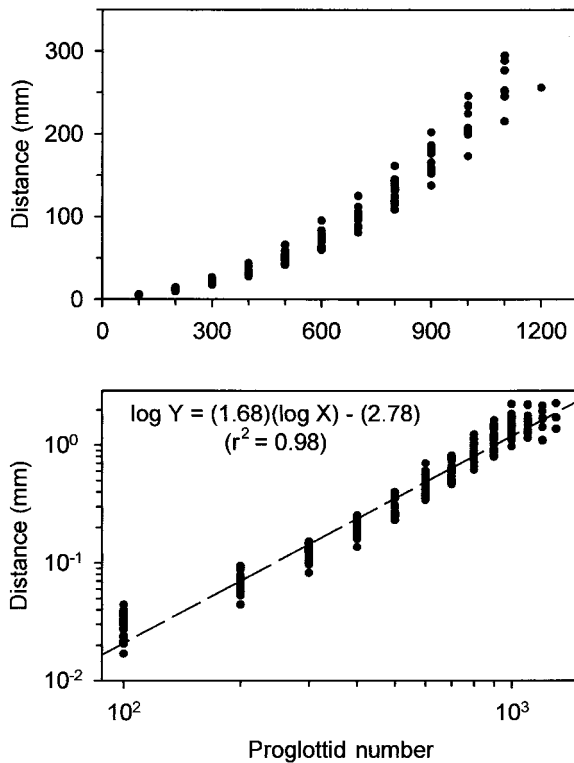 300
200
100
0
Distance (mm)
0 300 600 900 1200
log Y = (1.68)(log X) - (2.78)
(r² = 0.98)
10⁰
10⁻¹
10⁻²
Distance (mm)
10² 10³
Proglottid number